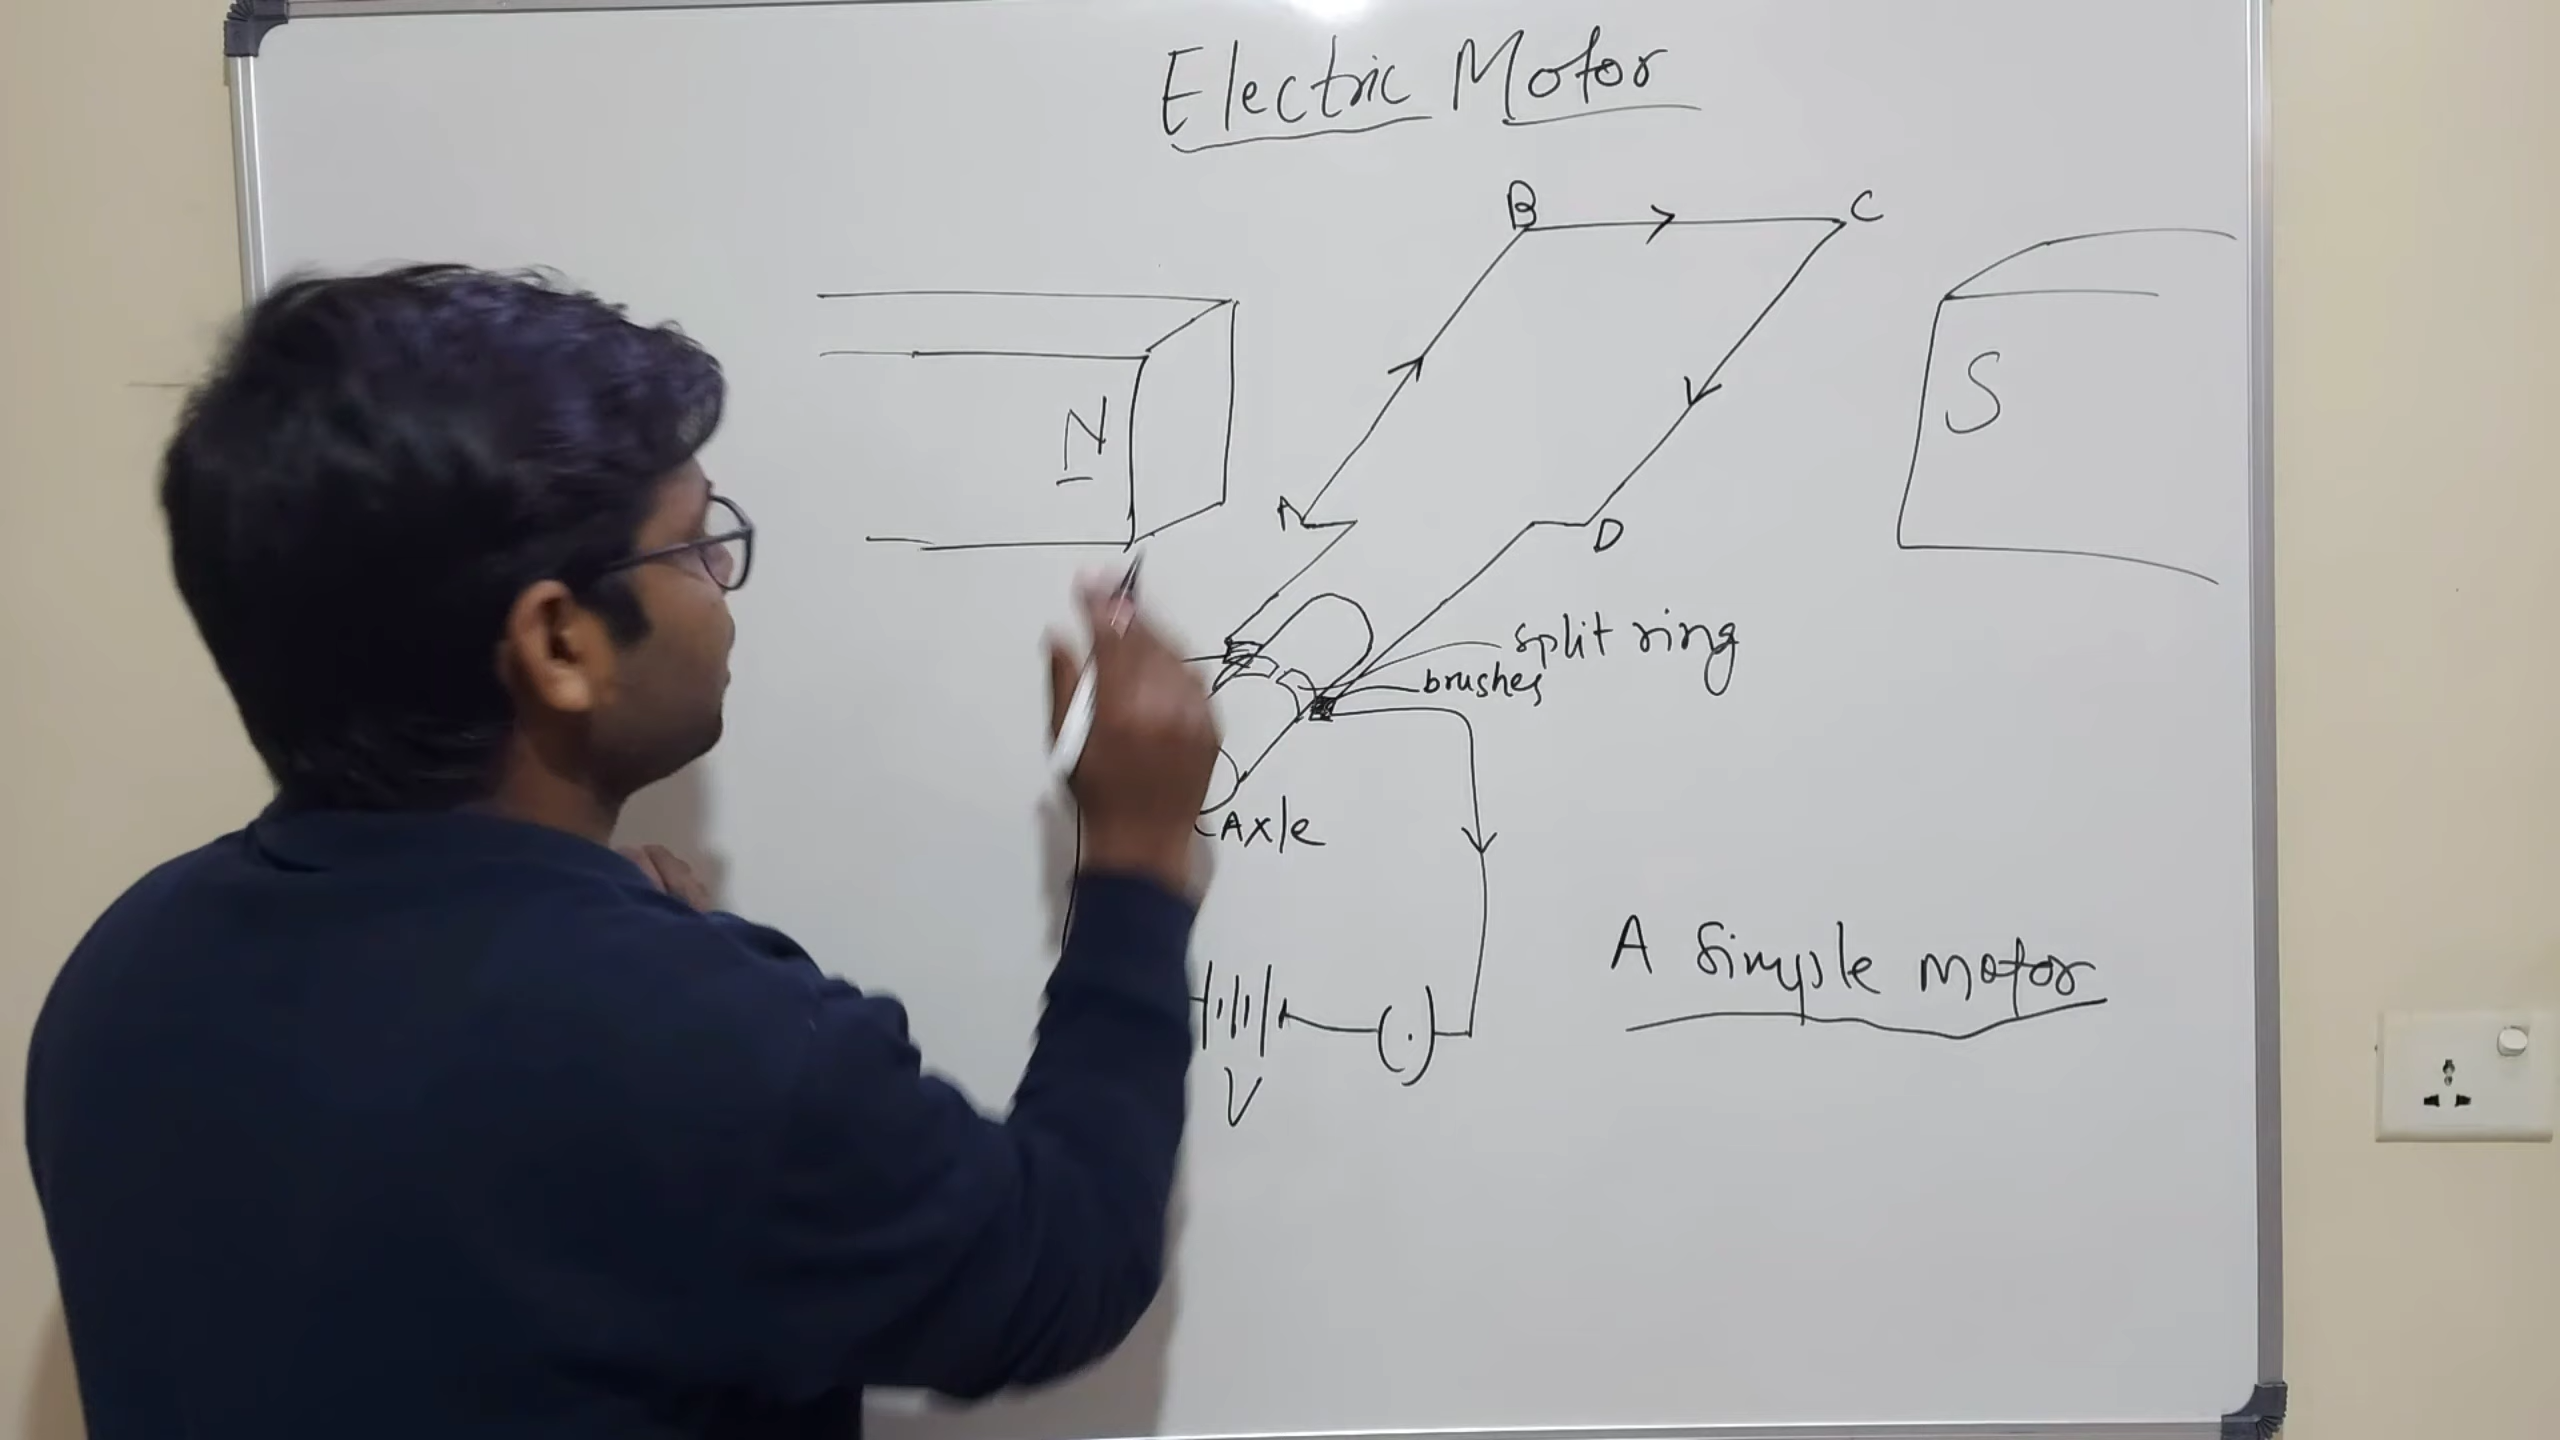 Electric Motor
B
C
N
S
A
D
split ring
brushes
Axle
A simple motor
V